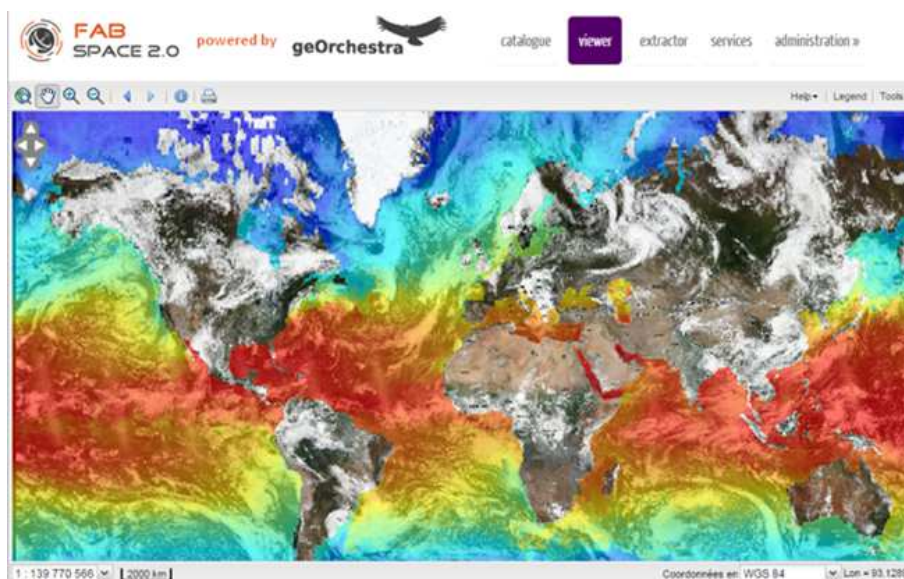 FAB
SPACE 2.0
powered by
geOrchestra
catalogue
viewer
extractor
services
administration »
Help
Legend
Tools
1 : 139 770 566
2000 km
Coordonnées en
WGS 84
Lon = 93.1289